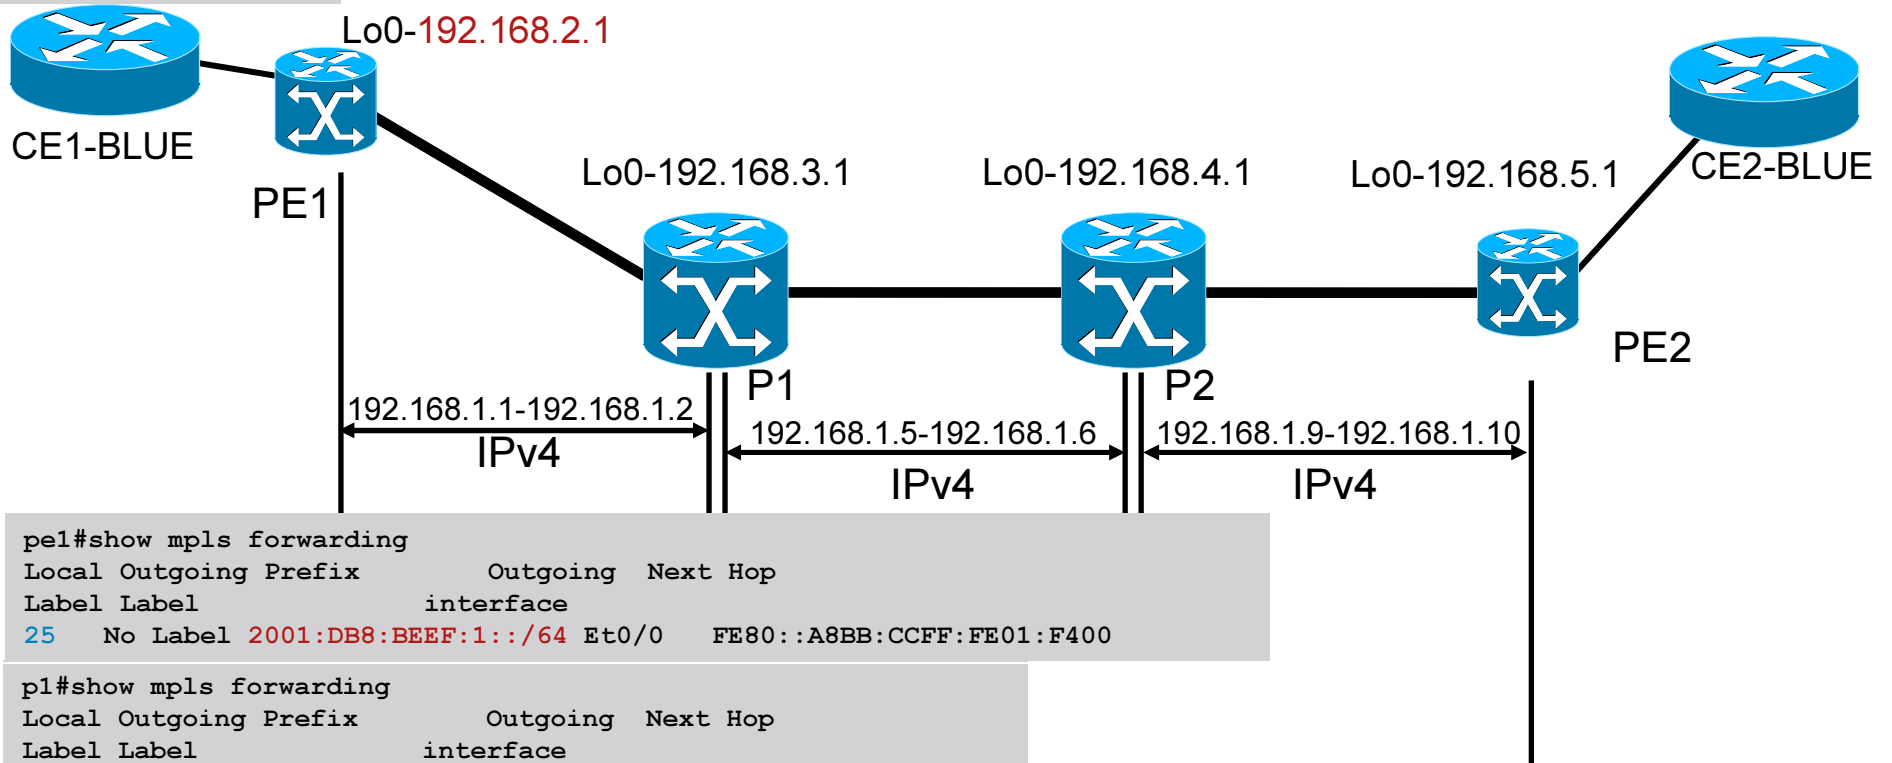 Lo0-192.168.2.1
CE1-BLUE
PE1
Lo0-192.168.3.1
Lo0-192.168.4.1
Lo0-192.168.5.1
CE2-BLUE
PE2
P1
P2
192.168.1.1-192.168.1.2
IPv4
192.168.1.5-192.168.1.6
IPv4
192.168.1.9-192.168.1.10
IPv4
pe1#show mpls forwarding
Local Outgoing Prefix Outgoing Next Hop
Label Label interface
25 No Label 2001:DB8:BEEF:1::/64 Et0/0 FE80::A8BB:CCFF:FE01:F400
p1#show mpls forwarding
Local Outgoing Prefix Outgoing Next Hop
Label Label interface